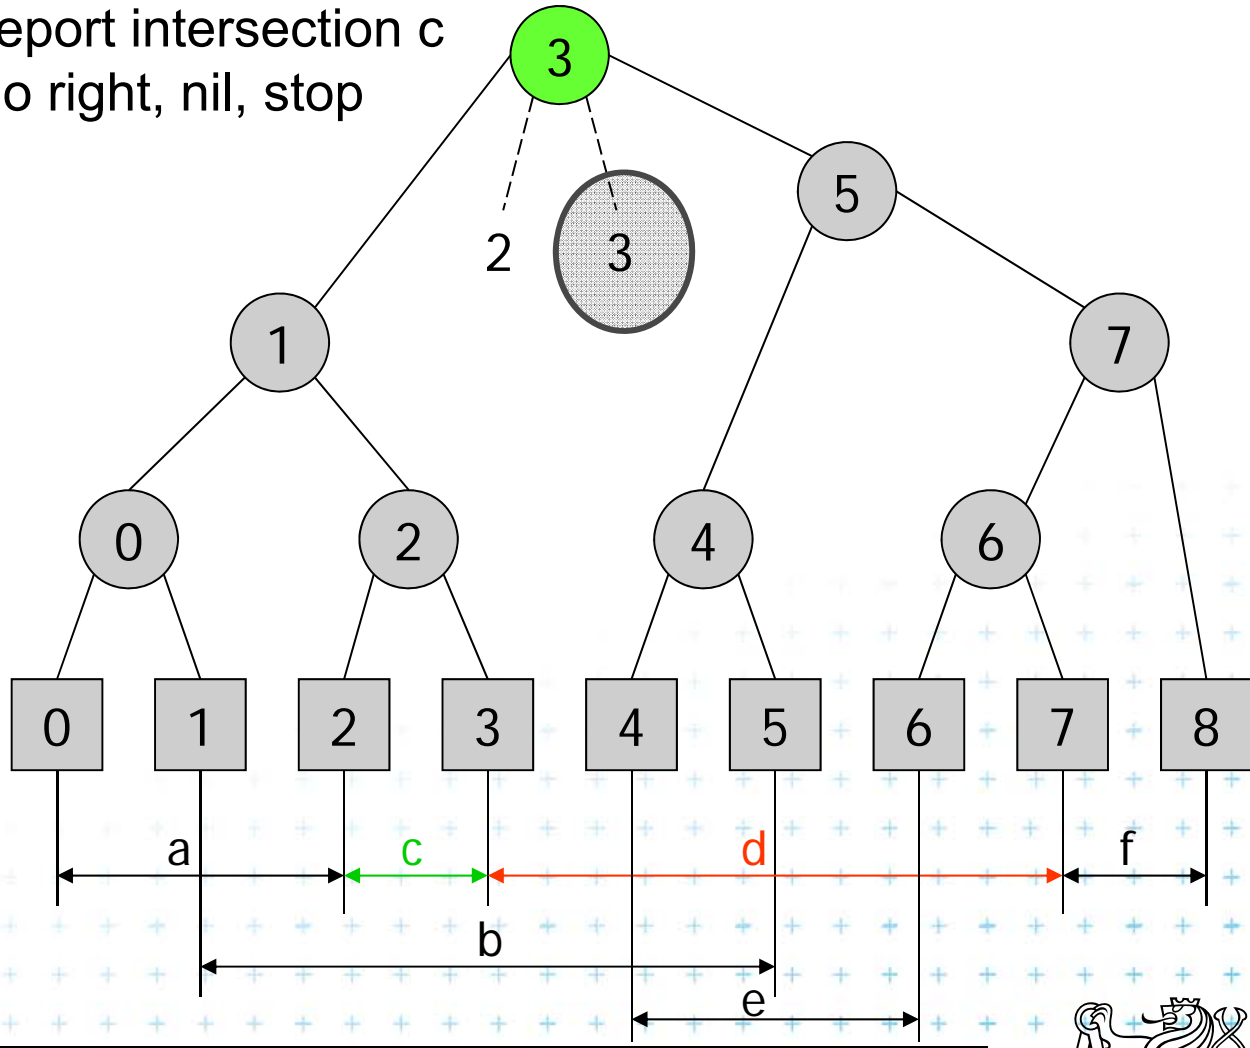 eport intersection c
o right, nil, stop
3
5
2 3
1 7
0 2 4 6
0 1 2 3 4 5 6 7 8
a c d f
b
e